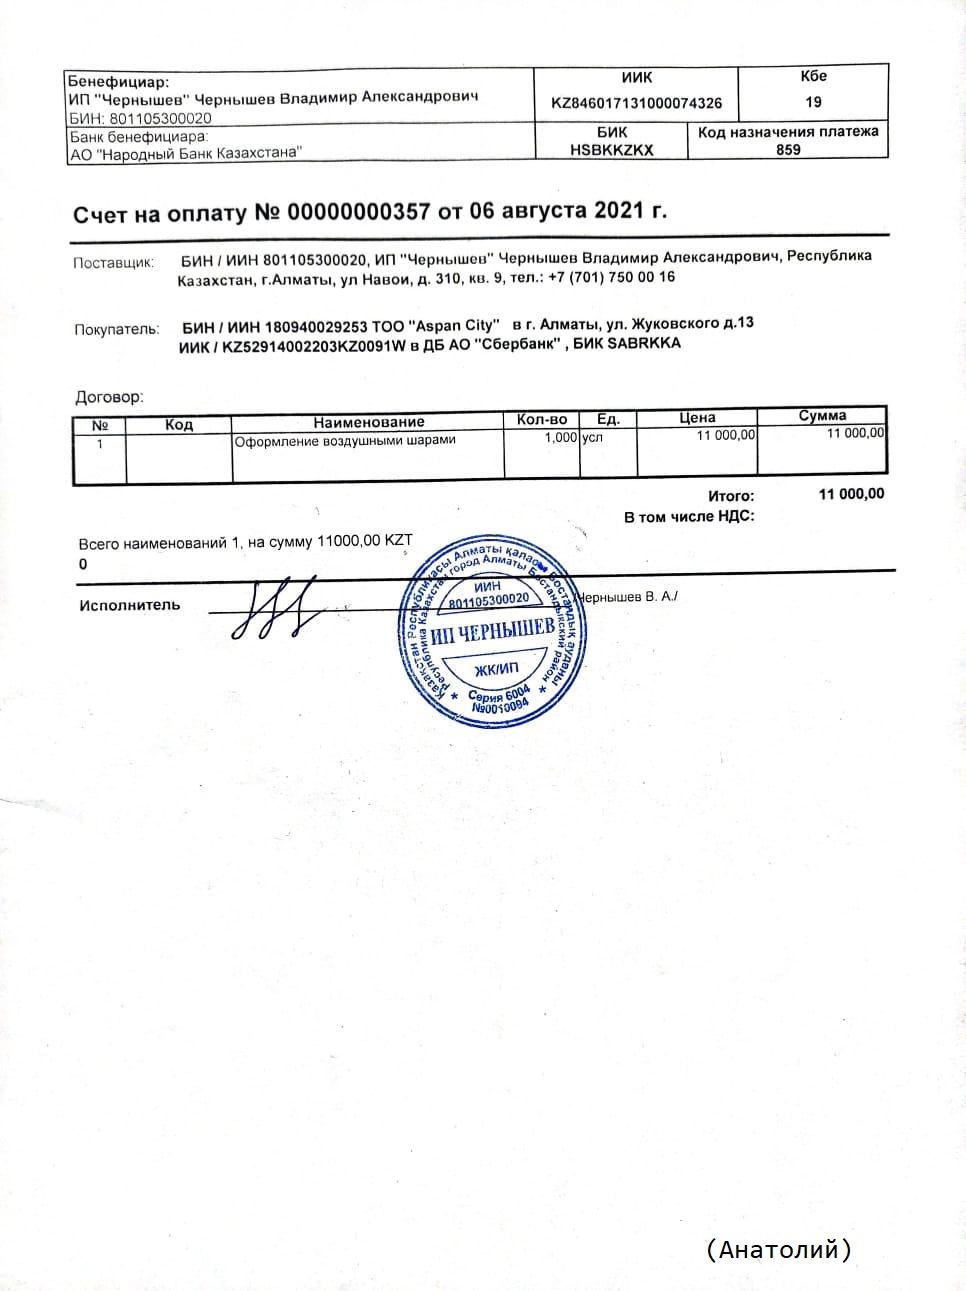 Бенефициар:
ИП "Чернышев" Чернышев Владимир Александрович
БИН: 801105300020
ИИК
KZ846017131000074326
Кбе
19
Банк бенефициара:
АО "Народный Банк Казахстана"
БИК
HSBKKZKX
Код назначения платежа
859
Счет на оплату № 00000000357 от 06 августа 2021 г.
Поставщик: БИН / ИИН 801105300020, ИП "Чернышев" Чернышев Владимир Александрович, Республика
Казахстан, г.Алматы, ул Навои, д. 310, кв. 9, тел.: +7 (701) 750 00 16
Покупатель: БИН / ИИН 180940029253 ТОО "Aspan City" в г. Алматы, ул. Жуковского д.13
ИИК / KZ52914002203KZ0091W в ДБ АО "Сбербанк" , БИК SABRKKA
Договор:
№ Код Наименование Кол-во Ед. Цена Сумма
1 Оформление воздушными шарами 1,000 усл 11 000,00 11 000,00
Итого: 11 000,00
В том числе НДС:
Всего наименований 1, на сумму 11000,00 KZT
0
Исполнитель Чернышев В. А./
Қазақстан Республикасы Алматы қаласы Бостандық ауданы
Республика Казахстан город Алматы Бостандыкский район
ИИН
801105300020
ИП ЧЕРНЫШЕВ
ЖК/ИП
Серия 6004
№0010094
(Анатолий)